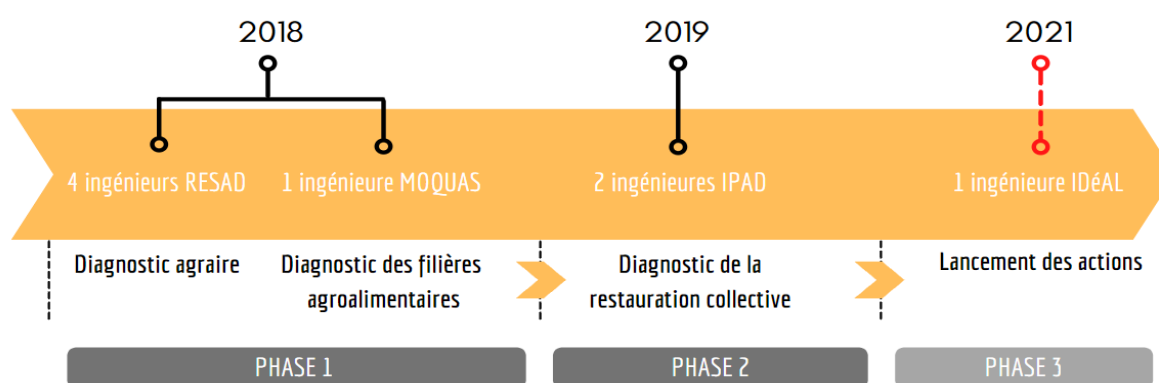 2018
2019
2021
4 ingénieurs RESAD
1 ingénieure MOQUAS
2 ingénieures IPAD
1 ingénieure IDéAL
Diagnostic agraire
Diagnostic des filières
agroalimentaires
Diagnostic de la
restauration collective
Lancement des actions
PHASE 1
PHASE 2
PHASE 3